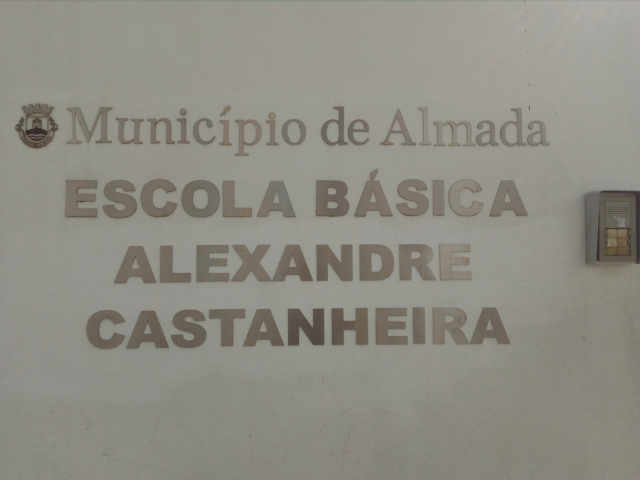 Município de Almada
ESCOLA BÁSICA
ALEXANDRE
CASTANHEIRA